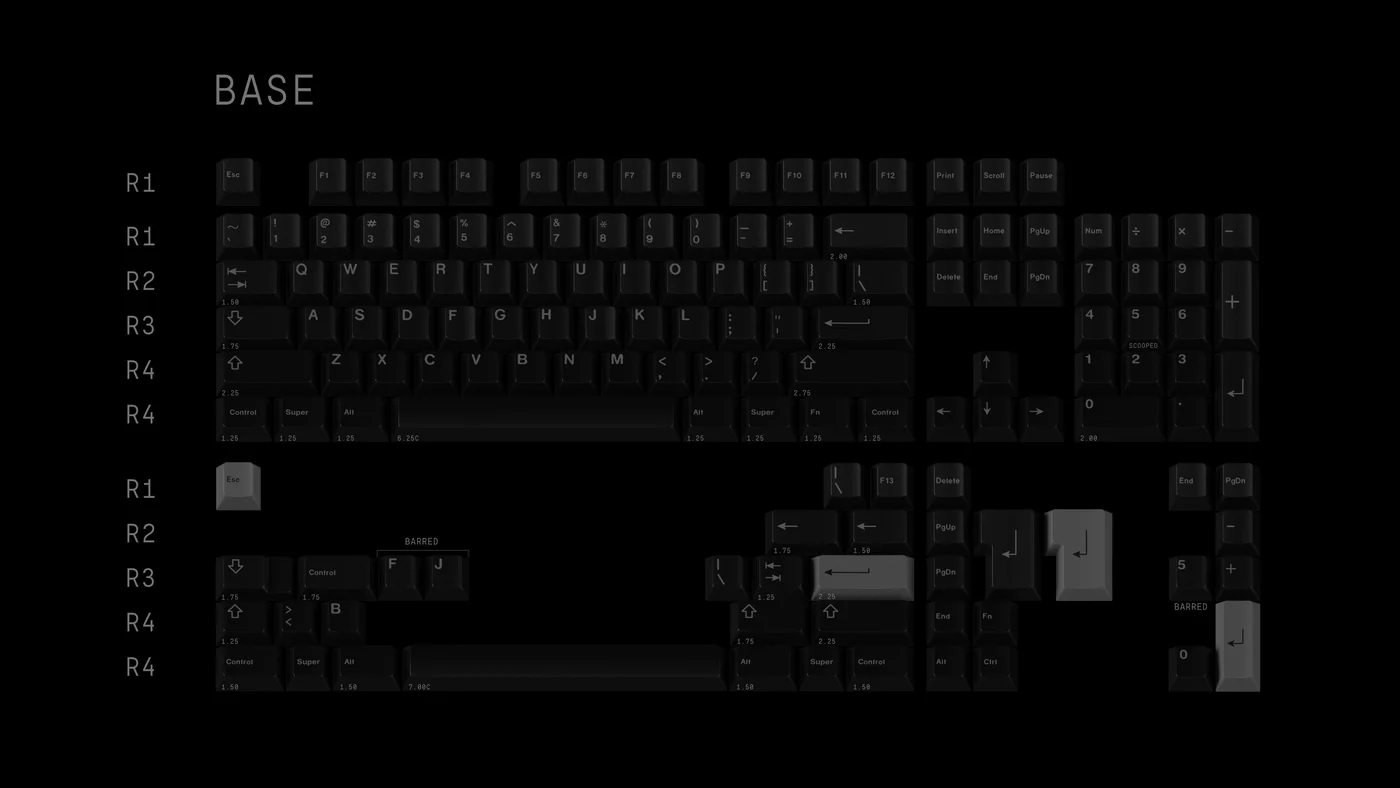 BASE
R1 Esc F1 F2 F3 F4 F5 F6 F7 F8 F9 F10 F11 F12 Print Scroll Pause
R1 ~ ` ! 1 @ 2 # 3 $ 4 % 5 ^ 6 & 7 * 8 ( 9 ) 0 — - + = ← 2.00 Insert Home PgUp Num ÷ × −
R2 1.50 Q W E R T Y U I O P { [ } ] | \ 1.50 Delete End PgDn 7 8 9 +
R3 1.75 A S D F G H J K L : ; " ' 2.25 4 5 6
SCOOPED
R4 2.25 Z X C V B N M < , > . ? / 2.75 ↑ 1 2 3
R4 Control 1.25 Super 1.25 Alt 1.25 6.25C Alt 1.25 Super 1.25 Fn 1.25 Control 1.25 ← ↓ → 0 2.00 .
R1 Esc | \ F13 Delete End PgDn
R2 ← 1.75 ← 1.50 PgUp −
BARRED
R3 1.75 Control 1.75 F J | \ 1.25 2.25 PgDn 5 +
BARRED
R4 1.25 > < B 1.75 2.25 End Fn
R4 Control 1.50 Super Alt 1.50 7.00C Alt 1.50 Super Control 1.50 Alt Ctrl 0